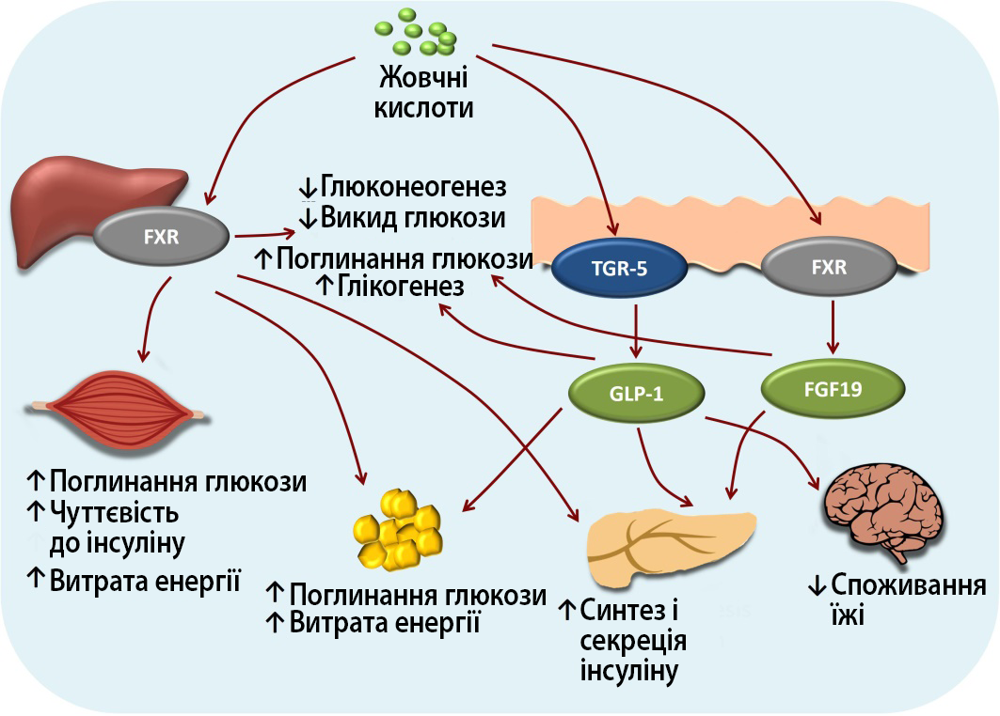 Жовчні
кислоти
↓Глюконеогенез
↓Викид глюкози
↑Поглинання глюкози
↑Глікогенез
FXR
TGR-5
FXR
GLP-1
FGF19
↑Поглинання глюкози
↑Чуттєвість
до інсуліну
↑Витрата енергії
↑Поглинання глюкози
↑Витрата енергії
↑Синтез і
секреція
інсуліну
↓Споживання
їжі